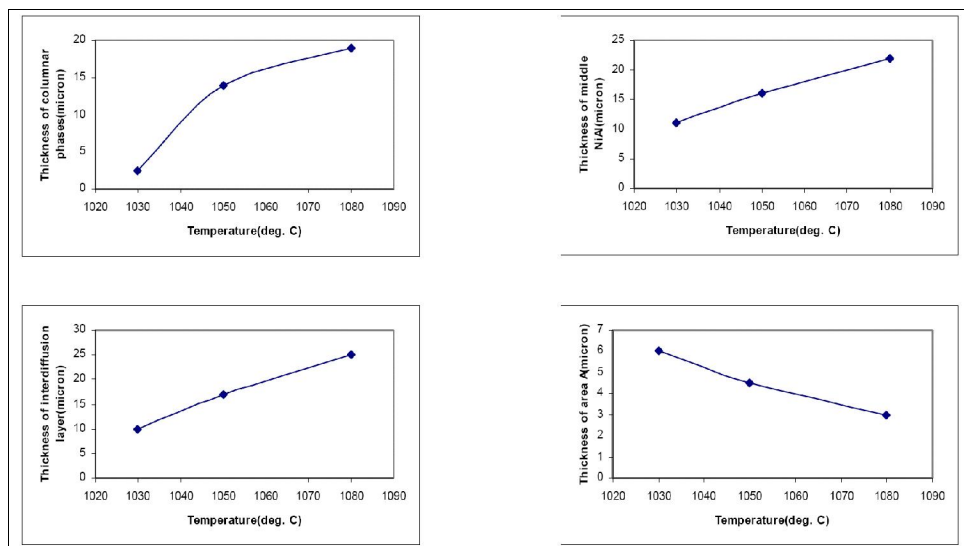 Thickness of columnar
phases(micron)
20
15
10
5
0
1020 1030 1040 1050 1060 1070 1080 1090
Temperature(deg. C)
Thickness of middle
NiAl(micron)
25
20
15
10
5
0
1020 1030 1040 1050 1060 1070 1080 1090
Temperature(deg. C)
Thickness of interdiffusion
layer(micron)
30
25
20
15
10
5
0
1020 1030 1040 1050 1060 1070 1080 1090
Temperature(deg. C)
Thickness of area A(micron)
7
6
5
4
3
2
1
0
1020 1030 1040 1050 1060 1070 1080 1090
Temperature(deg. C)